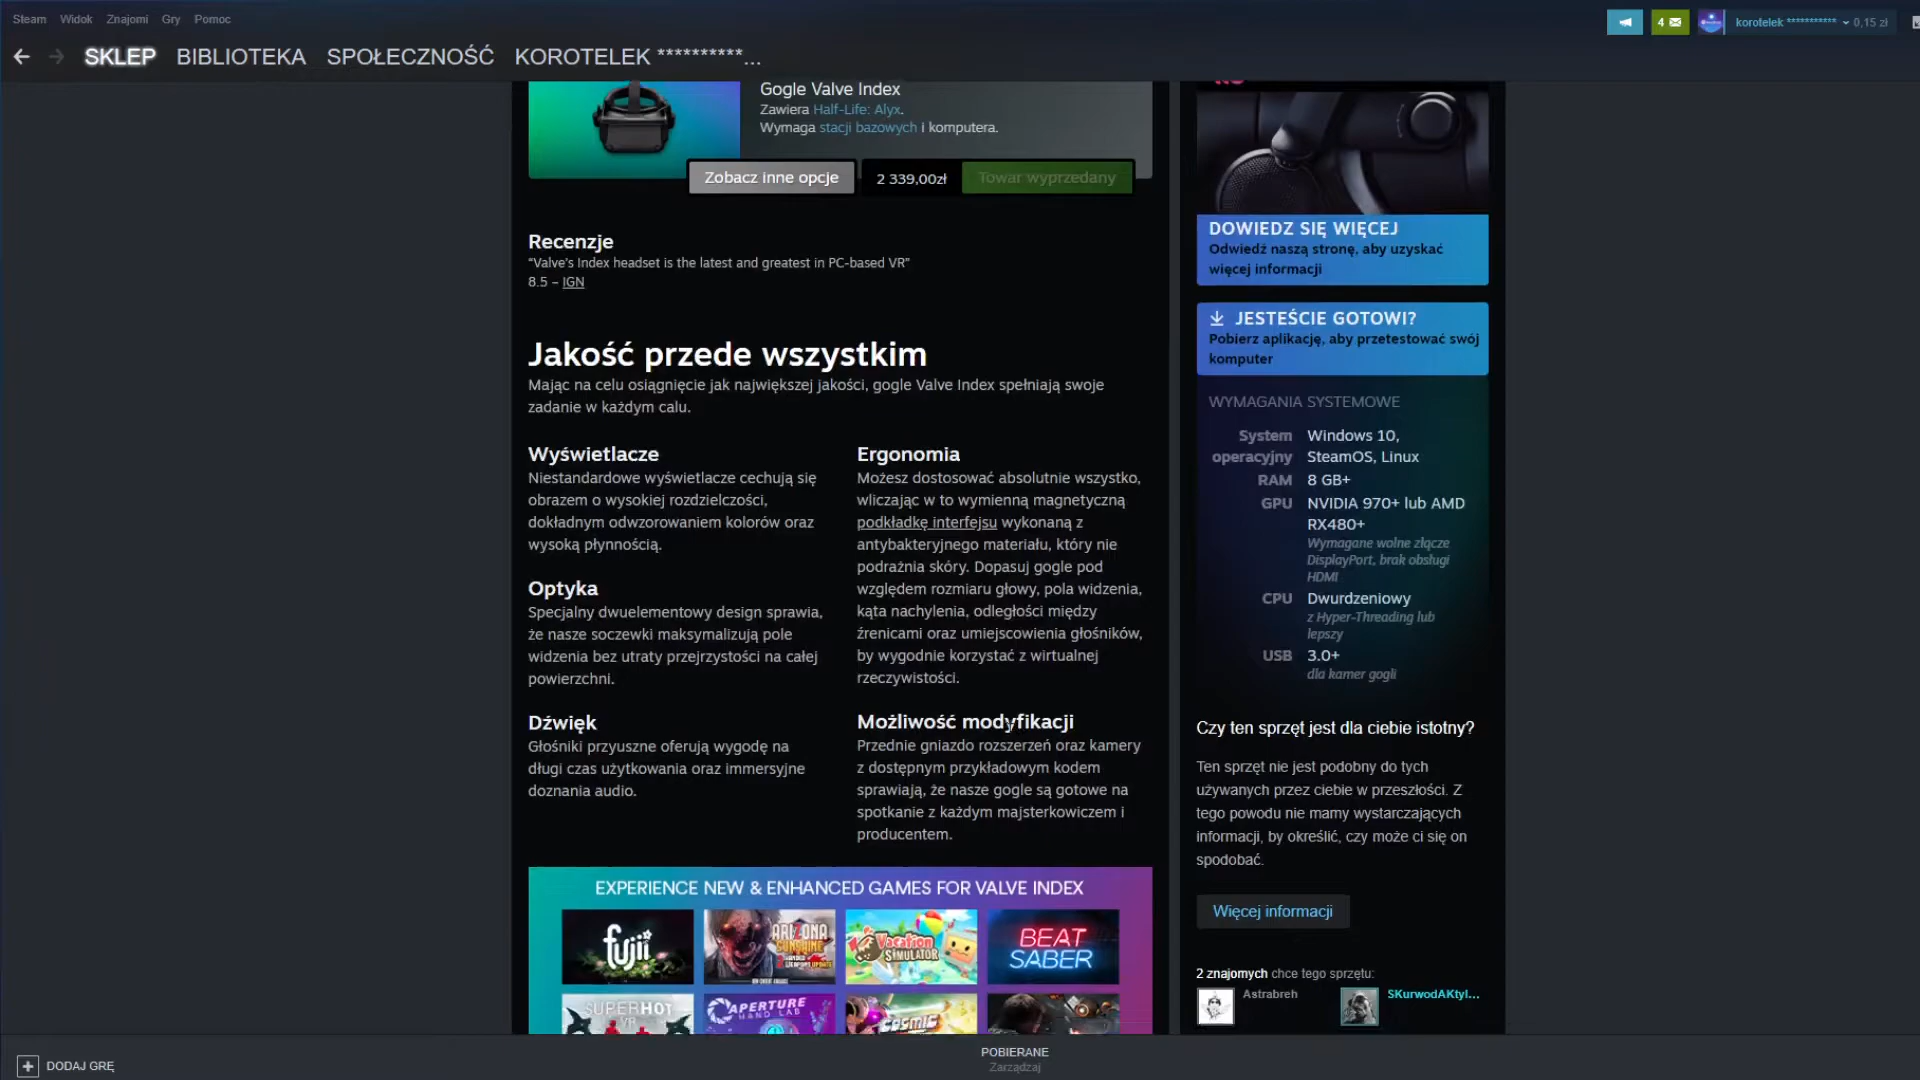 Steam Widok Znajomi Gry Pomoc
4
korotelek *********** 0,15 zł
SKLEP BIBLIOTEKA SPOŁECZNOŚĆ KOROTELEK **********...
Gogle Valve Index
Zawiera Half-Life: Alyx.
Wymaga stacji bazowych i komputera.
Zobacz inne opcje 2 339,00zł Towar wyprzedany
Recenzje
“Valve's Index headset is the latest and greatest in PC-based VR”
8.5 – IGN
Jakość przede wszystkim
Mając na celu osiągnięcie jak największej jakości, gogle Valve Index spełniają swoje
zadanie w każdym calu.
Wyświetlacze
Niestandardowe wyświetlacze cechują się
obrazem o wysokiej rozdzielczości,
dokładnym odwzorowaniem kolorów oraz
wysoką płynnością.
Optyka
Specjalny dwuelementowy design sprawia,
że nasze soczewki maksymalizują pole
widzenia bez utraty przejrzystości na całej
powierzchni.
Dźwięk
Głośniki przyuszne oferują wygodę na
długi czas użytkowania oraz immersyjne
doznania audio.
Ergonomia
Możesz dostosować absolutnie wszystko,
wliczając w to wymienną magnetyczną
podkładkę interfejsu wykonaną z
antybakteryjnego materiału, który nie
podrażnia skóry. Dopasuj gogle pod
względem rozmiaru głowy, pola widzenia,
kąta nachylenia, odległości między
źrenicami oraz umiejscowienia głośników,
by wygodnie korzystać z wirtualnej
rzeczywistości.
Możliwość modyfikacji
Przednie gniazdo rozszerzeń oraz kamery
z dostępnym przykładowym kodem
sprawiają, że nasze gogle są gotowe na
spotkanie z każdym majsterkowiczem i
producentem.
EXPERIENCE NEW & ENHANCED GAMES FOR VALVE INDEX
fujii
ARIZONA
SUNSHINE
Vacation
SIMULATOR
BEAT
SABER
SUPERHOT
VR
APERTURE
HAND LAB
COSMIC
DOWIEDZ SIĘ WIĘCEJ
Odwiedź naszą stronę, aby uzyskać
więcej informacji
JESTEŚCIE GOTOWI?
Pobierz aplikację, aby przetestować swój
komputer
WYMAGANIA SYSTEMOWE
System operacyjny Windows 10,
SteamOS, Linux
RAM 8 GB+
GPU NVIDIA 970+ lub AMD
RX480+
Wymagane wolne złącze
DisplayPort, brak obsługi
HDMI
CPU Dwurdzeniowy
z Hyper-Threading lub
lepszy
USB 3.0+
dla kamer gogli
Czy ten sprzęt jest dla ciebie istotny?
Ten sprzęt nie jest podobny do tych
używanych przez ciebie w przeszłości. Z
tego powodu nie mamy wystarczających
informacji, by określić, czy może ci się on
spodobać.
Więcej informacji
2 znajomych chce tego sprzętu:
Astrabreh SKurwodAKtyl...
DODAJ GRĘ
POBIERANE
Zarządzaj